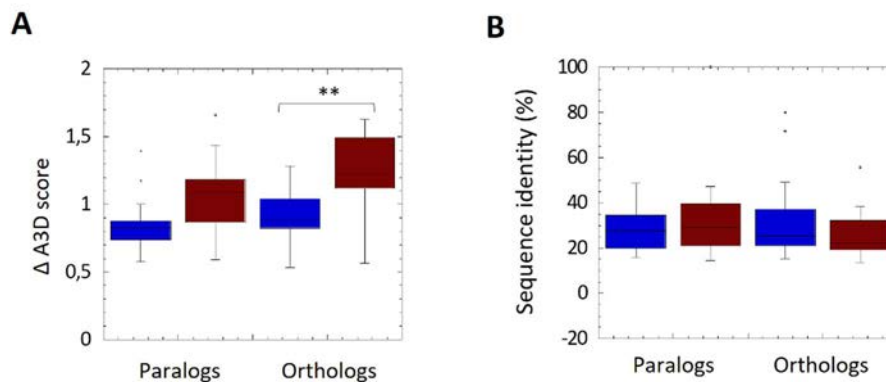 A
Δ A3D score
2
1,5
1
0,5
0
**
Paralogs
Orthologs
B
Sequence identity (%)
100
80
60
40
20
0
-20
Paralogs
Orthologs